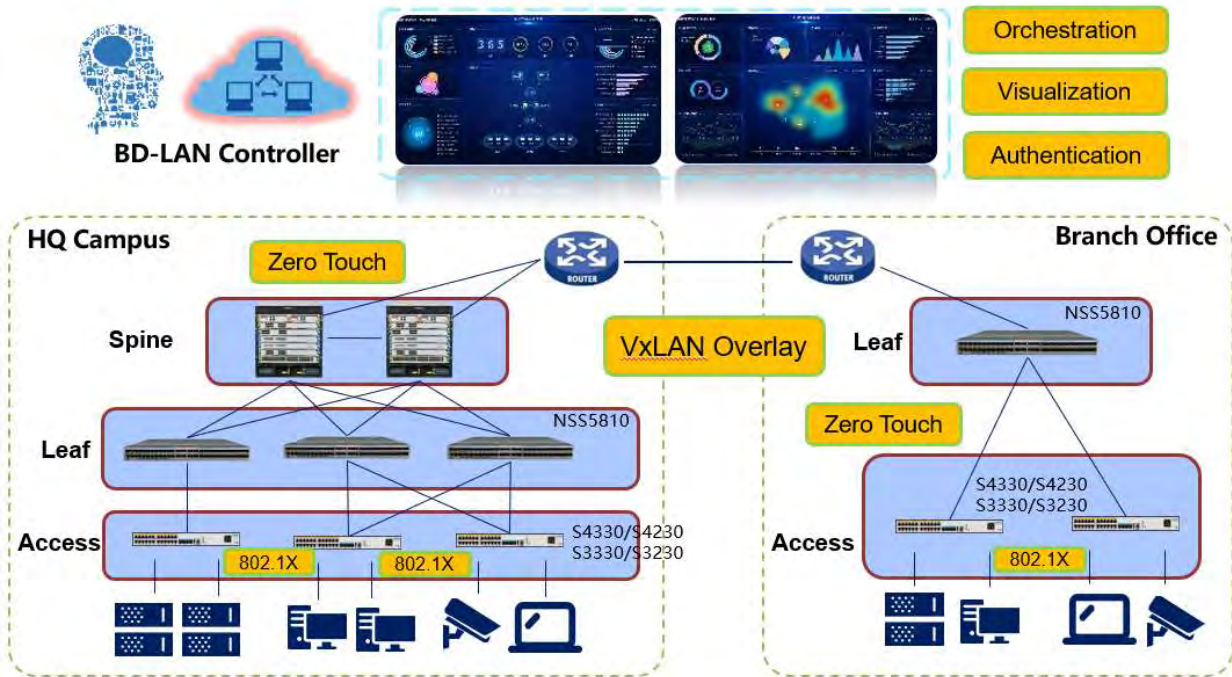 BD-LAN Controller
365
Orchestration
Visualization
Authentication
HQ Campus
Zero Touch
ROUTER
ROUTER
Branch Office
Spine
VxLAN Overlay
Leaf
NSS5810
Leaf
NSS5810
Zero Touch
Access
S4330/S4230
S3330/S3230
802.1X
802.1X
Access
S4330/S4230
S3330/S3230
802.1X